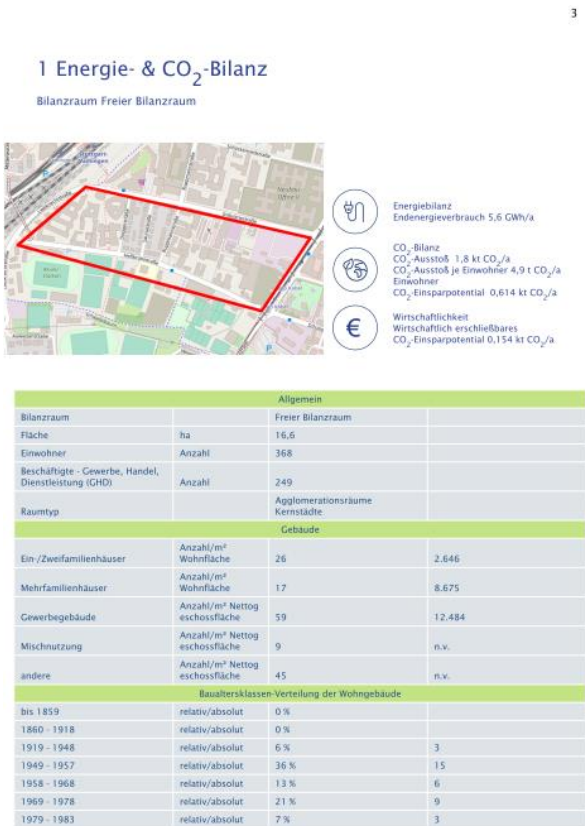 3
1 Energie- & CO2-Bilanz
Bilanzraum Freier Bilanzraum
Energiebilanz
Endenergieverbrauch 5,6 GWh/a
CO2-Bilanz
CO2-Ausstoß 1,8 kt CO2/a
CO2-Ausstoß je Einwohner 4,9 t CO2/a
Einwohner
CO2-Einsparpotential 0,614 kt CO2/a
€
Wirtschaftlichkeit
Wirtschaftlich erschließbares
CO2-Einsparpotential 0,154 kt CO2/a
Allgemein
Bilanzraum Freier Bilanzraum
Fläche ha 16,6
Einwohner Anzahl 368
Beschäftigte - Gewerbe, Handel,
Dienstleistung (GHD) Anzahl 249
Agglomerationsräume
Raumtyp Kernstädte
Gebäude
Anzahl/m²
Ein-/Zweifamilienhäuser Wohnfläche 26 2.646
Anzahl/m²
Mehrfamilienhäuser Wohnfläche 17 8.675
Anzahl/m² Nettog
Gewerbegebäude eschossfläche 59 12.484
Anzahl/m² Nettog
Mischnutzung eschossfläche 9 n.v.
Anzahl/m² Nettog
andere eschossfläche 45 n.v.
Baualtersklassen-Verteilung der Wohngebäude
bis 1859 relativ/absolut 0 %
1860 - 1918 relativ/absolut 0 %
1919 - 1948 relativ/absolut 6 % 3
1949 - 1957 relativ/absolut 36 % 15
1958 - 1968 relativ/absolut 13 % 6
1969 - 1978 relativ/absolut 21 % 9
1979 - 1983 relativ/absolut 7 % 3